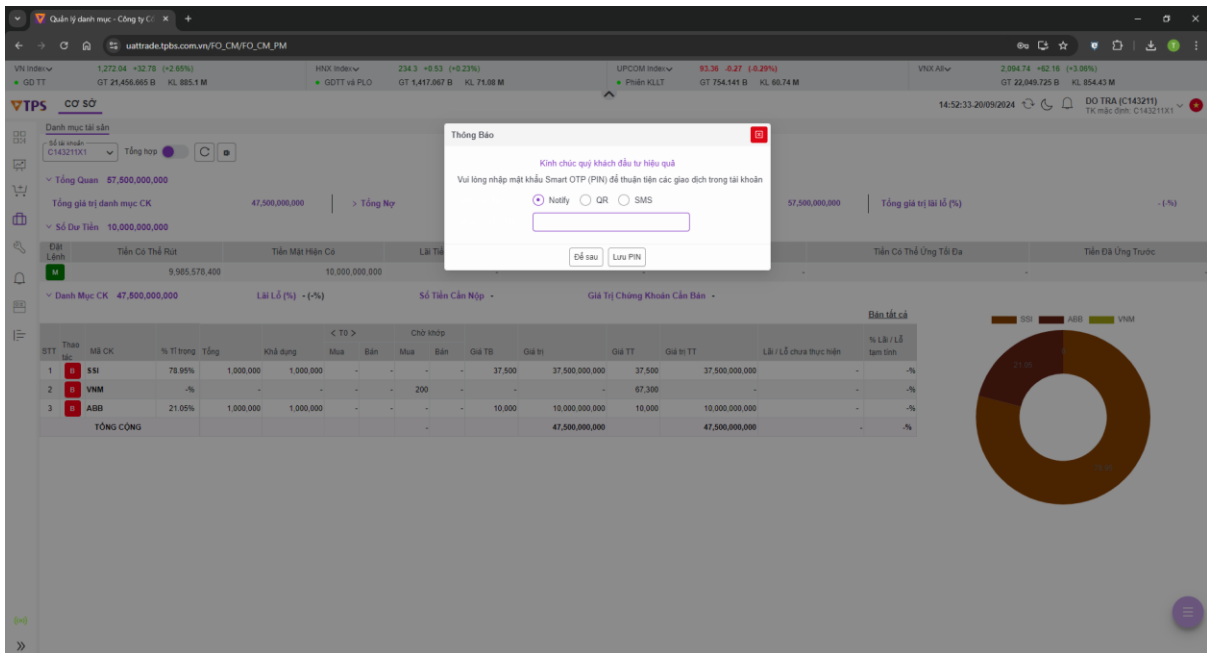 Quản lý danh mục - Công ty Cổ
uattrade.tpbs.com.vn/FO_CM/FO_CM_PM
VN Index 1,272.04 +32.78 (+2.65%) HNX Index 234.3 +0.53 (+0.23%) UPCOM Index 93.38 -0.27 (-0.29%) VNX All 2,094.74 +62.16 (+3.06%)
GD TT GT 21,456.665 B KL 885.1 M GDTT và PLO GT 1,417.067 B KL 71.08 M Phiên KLLT GT 754.141 B KL 60.74 M GT 22,049.725 B KL 854.43 M
TPS CƠ SỞ 14:52:33-20/09/2024 DO TRA (C143211)
TK mặc định: C143211X1
Danh mục tài sản
Số tài khoản
C143211X1 Tổng hợp
Thông Báo
Kính chúc quý khách đầu tư hiệu quả
Vui lòng nhập mật khẩu Smart OTP (PIN) để thuận tiện các giao dịch trong tài khoản
Notify QR SMS
Để sau Lưu PIN
Tổng Quan 57,500,000,000
Tổng giá trị danh mục CK 47,500,000,000 > Tổng Nợ 57,500,000,000 Tổng giá trị lãi lỗ (%) - (-%)
Số Dư Tiền 10,000,000,000
Đặt Lệnh Tiền Có Thể Rút Tiền Mặt Hiện Có Lãi Tiề Tiền Có Thể Ứng Tối Đa Tiền Đã Ứng Trước
M 9,985,578,400 10,000,000,000 - - - - -
Danh Mục CK 47,500,000,000 Lãi Lỗ (%) - (-%) Số Tiền Cần Nộp - Giá Trị Chứng Khoán Cần Bán -
Bán tất cả
< T0 > Chờ khớp
STT Thao tác Mã CK % Tỉ trọng Tổng Khả dụng Mua Bán Mua Bán Giá TB Giá trị Giá TT Giá trị TT Lãi / Lỗ chưa thực hiện % Lãi / Lỗ tạm tính
1 B SSI 78.95% 1,000,000 1,000,000 - - - - 37,500 37,500,000,000 37,500 37,500,000,000 - -%
2 B VNM -% - - - - 200 - - - 67,300 - - -%
3 B ABB 21.05% 1,000,000 1,000,000 - - - - 10,000 10,000,000,000 10,000 10,000,000,000 - -%
TỔNG CỘNG - 47,500,000,000 47,500,000,000 - -%
SSI ABB VNM
21.05
0
78.95